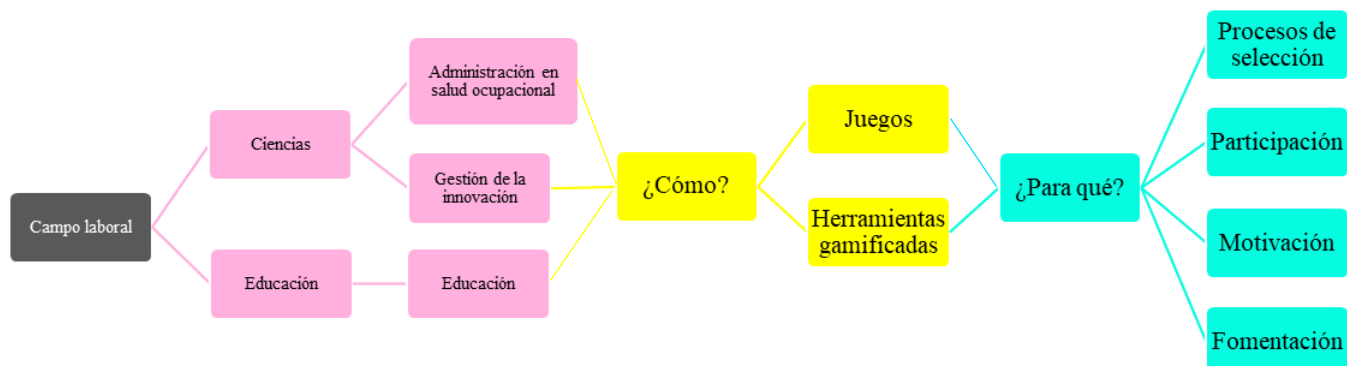 Campo laboral
Ciencias
Educación
Administración en
salud ocupacional
Gestión de la
innovación
Educación
¿Cómo?
Juegos
Herramientas
gamificadas
¿Para qué?
Procesos de
selección
Participación
Motivación
Fomentación